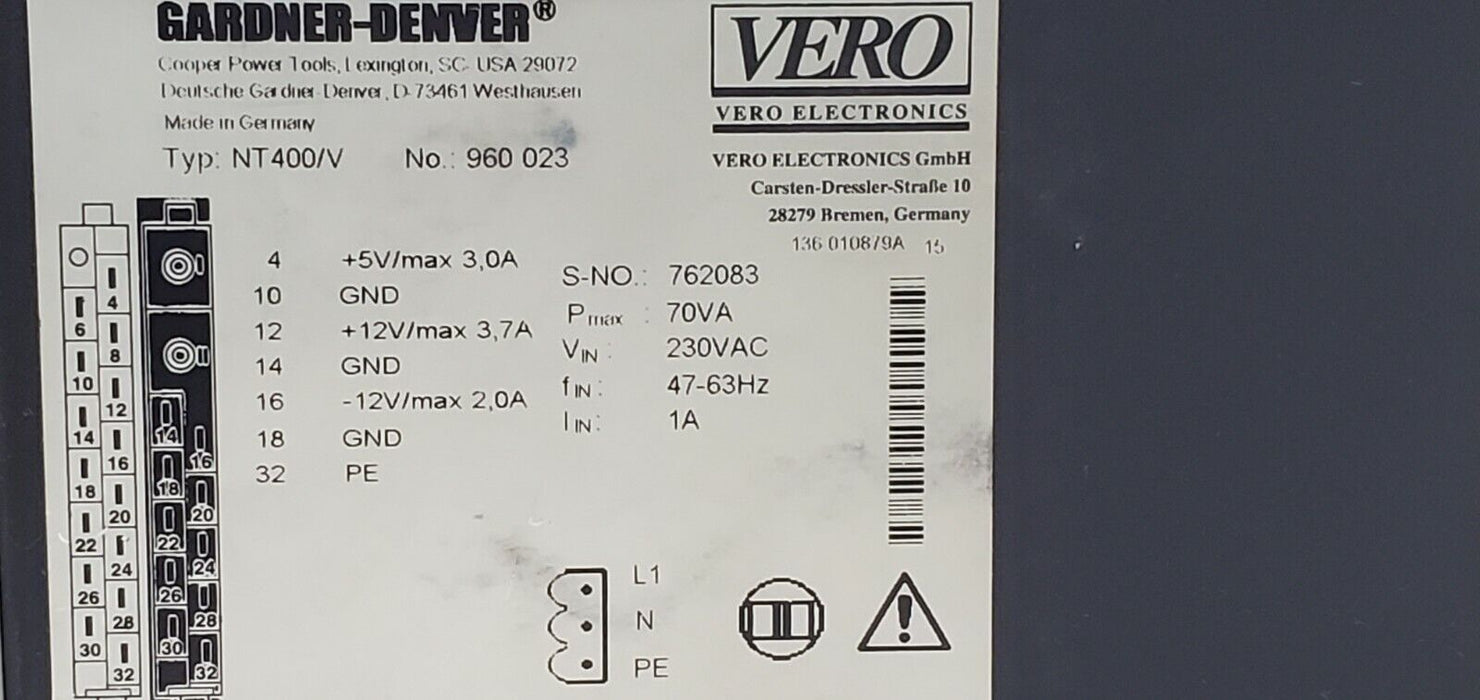 GARDNER-DENVER®
Cooper Power Tools, Lexington, SC USA 29072
Deutsche Gardner-Denver, D-73461 Westhausen
Made in Germany
Typ: NT400/V No.: 960 023
VERO
VERO ELECTRONICS
VERO ELECTRONICS GmbH
Carsten-Dressler-Straße 10
28279 Bremen, Germany
136 010879A 15
4 +5V/max 3,0A
10 GND
12 +12V/max 3,7A
14 GND
16 -12V/max 2,0A
18 GND
32 PE
S-NO.: 762083
Pmax : 70VA
VIN : 230VAC
fIN : 47-63Hz
IIN : 1A
4
6
8
10
12
14
16
18
20
22
24
26
28
30
32
14
16
18
20
22
24
26
28
30
32
L1
N
PE